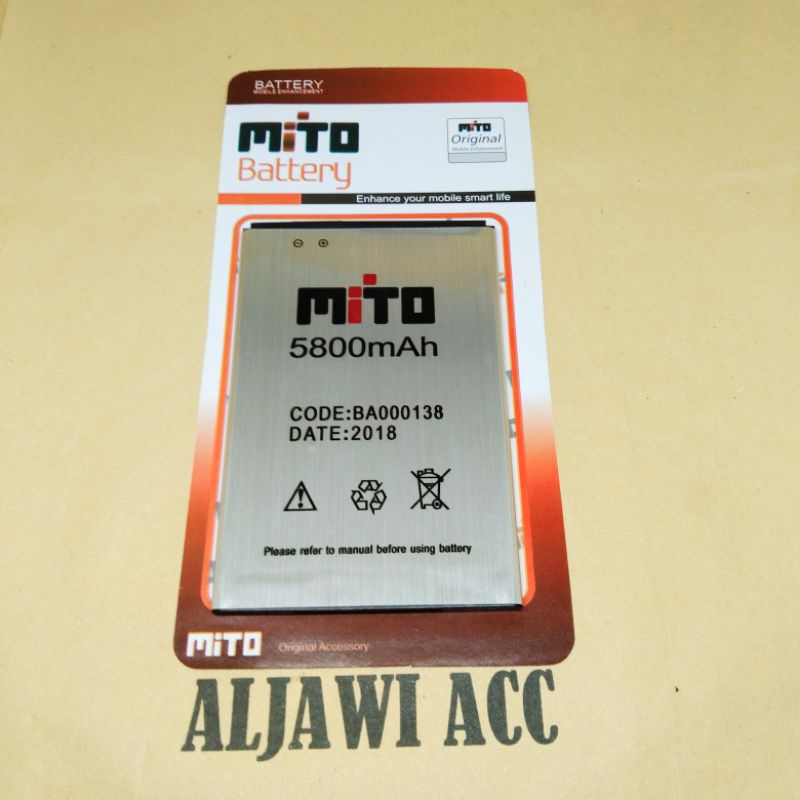 BATTERY
MOBILE ENHANCEMENT
MiTO
Battery
MiTO
Original
Mobile Enhancement
Enhance your mobile smart life
MiTO
5800mAh
CODE:BA000138
DATE:2018
Please refer to manual before using battery
MiTO
Original Accessory
ALJAWI ACC